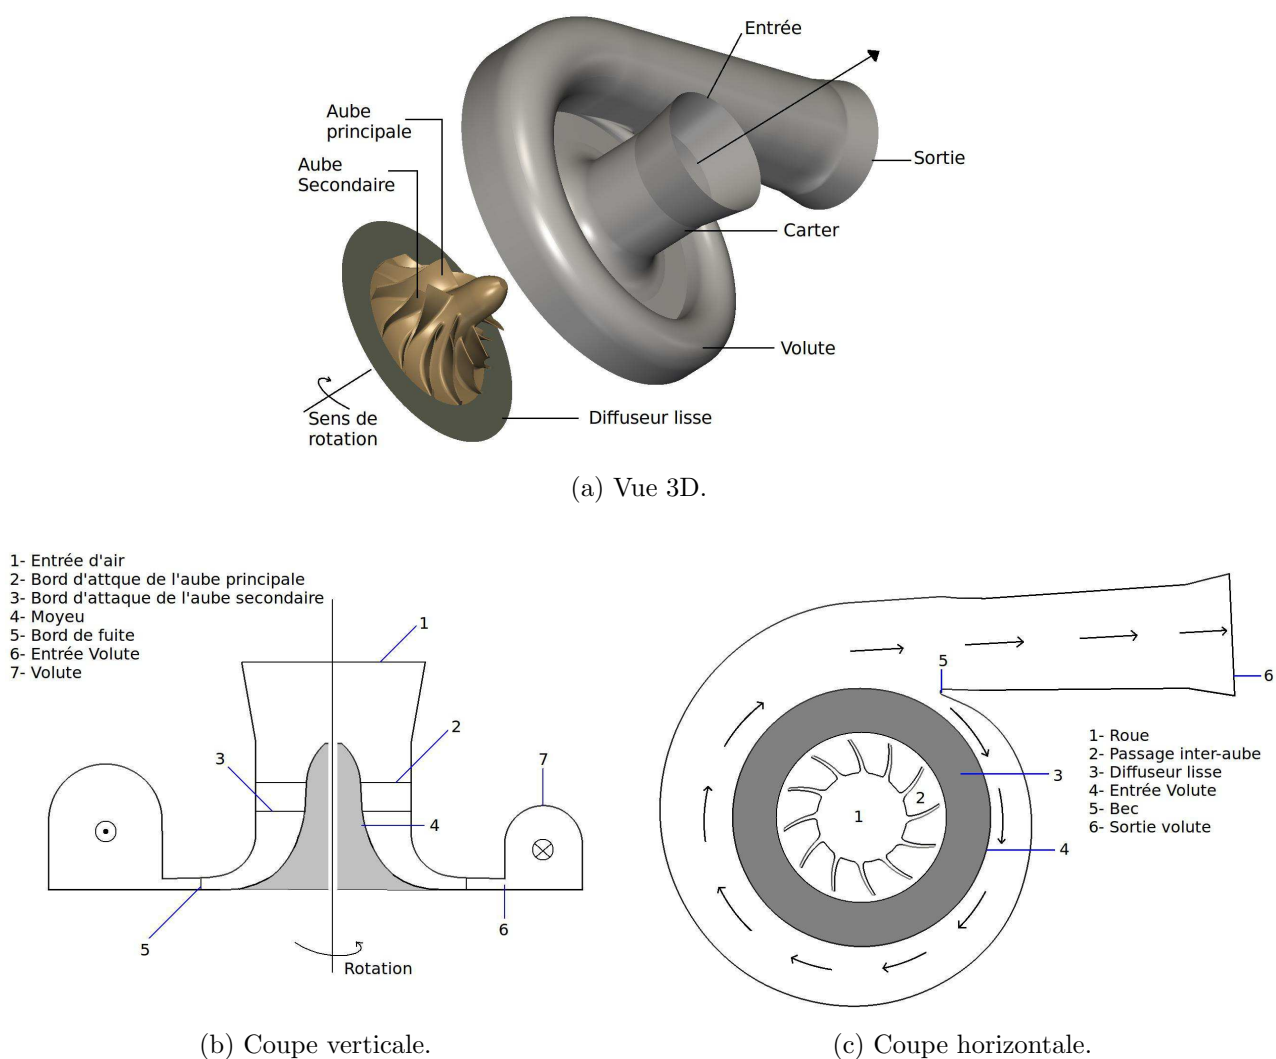 Entrée
Aube
principale
Aube
Secondaire
Sortie
Carter
Volute
Sens de
rotation
Diffuseur lisse
(a) Vue 3D.
1- Entrée d'air
2- Bord d'attque de l'aube principale
3- Bord d'attaque de l'aube secondaire
4- Moyeu
5- Bord de fuite
6- Entrée Volute
7- Volute
1
2
3
7
4
5
6
Rotation
(b) Coupe verticale.
5
6
1- Roue
2- Passage inter-aube
3- Diffuseur lisse
4- Entrée Volute
5- Bec
6- Sortie volute
3
2
1
4
(c) Coupe horizontale.